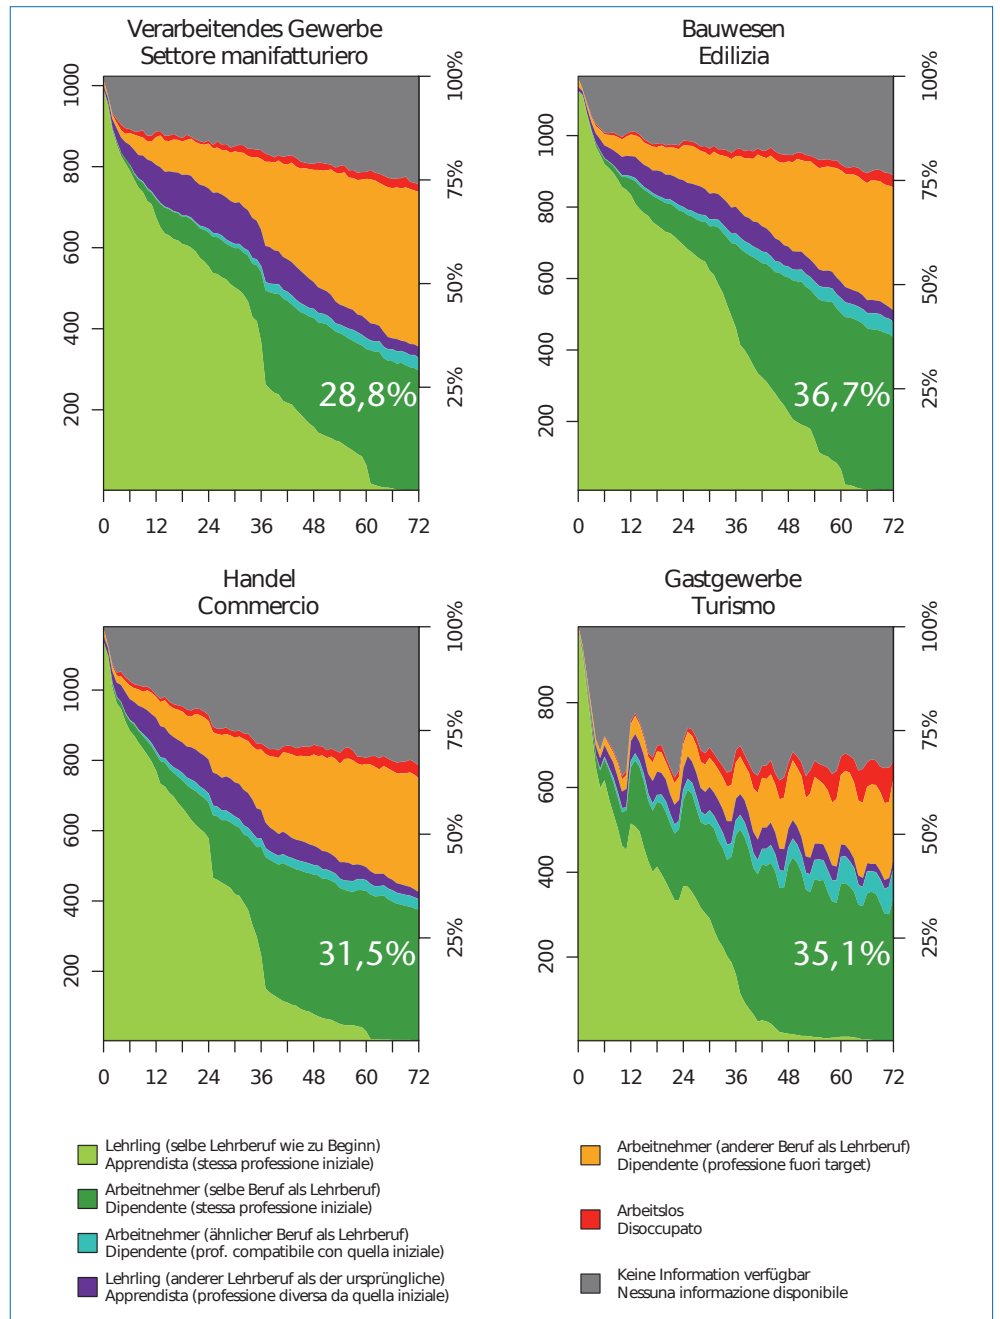 Verarbeitendes Gewerbe
Settore manifatturiero
200 400 600 800 1000
25% 50% 75% 100%
28,8%
0 12 24 36 48 60 72
Bauwesen
Edilizia
200 400 600 800 1000
25% 50% 75% 100%
36,7%
0 12 24 36 48 60 72
Handel
Commercio
200 400 600 800 1000
25% 50% 75% 100%
31,5%
0 12 24 36 48 60 72
Gastgewerbe
Turismo
200 400 600 800
25% 50% 75% 100%
35,1%
0 12 24 36 48 60 72
Lehrling (selbe Lehrberuf wie zu Beginn)
Apprendista (stessa professione iniziale)
Arbeitnehmer (selbe Beruf als Lehrberuf)
Dipendente (stessa professione iniziale)
Arbeitnehmer (ähnlicher Beruf als Lehrberuf)
Dipendente (prof. compatibile con quella iniziale)
Lehrling (anderer Lehrberuf als der ursprüngliche)
Apprendista (professione diversa da quella iniziale)
Arbeitnehmer (anderer Beruf als Lehrberuf)
Dipendente (professione fuori target)
Arbeitslos
Disoccupato
Keine Information verfügbar
Nessuna informazione disponibile